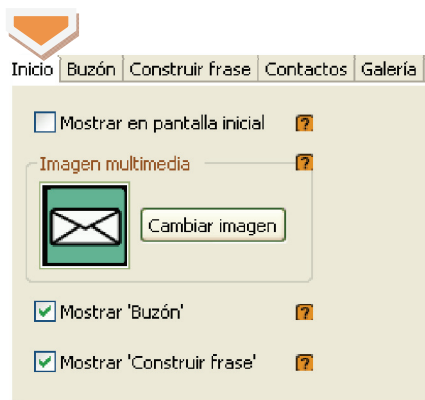 Inicio Buzón Construir frase Contactos Galería
Mostrar en pantalla inicial ?
Imagen multimedia ?
Cambiar imagen
Mostrar 'Buzón' ?
Mostrar 'Construir frase' ?